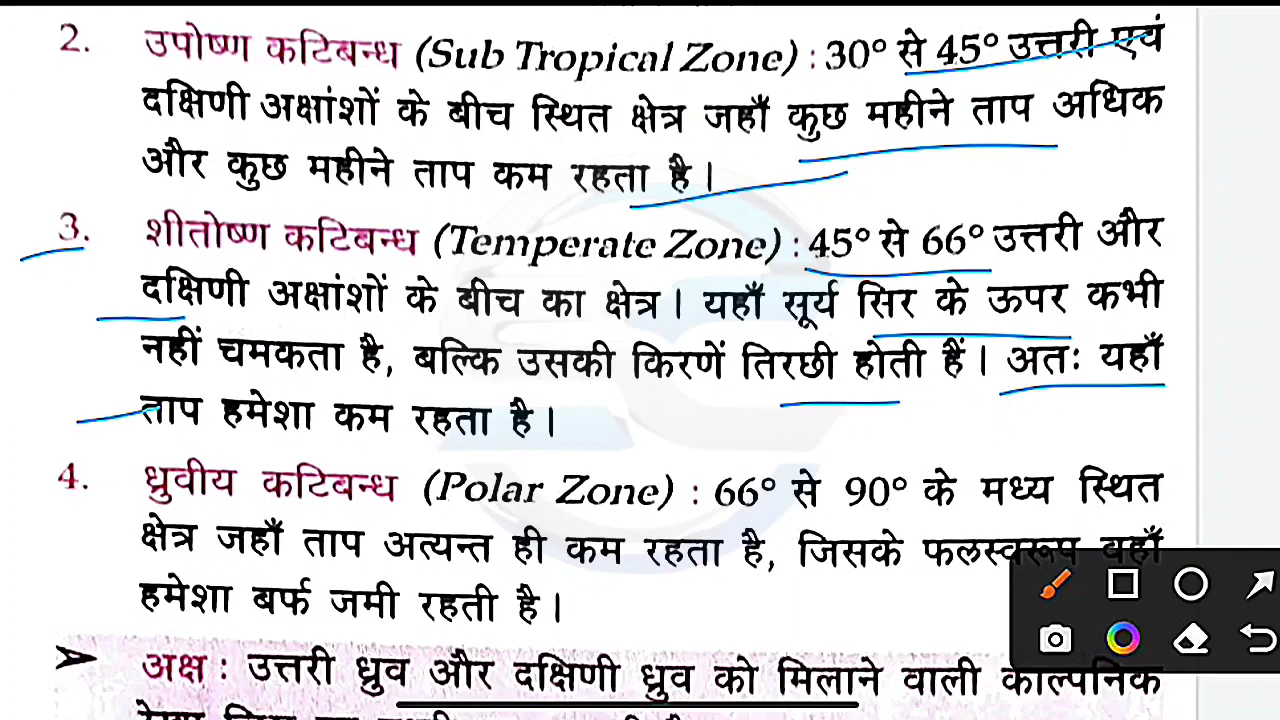 2. उपोष्ण कटिबन्ध (Sub Tropical Zone) : 30° से 45° उत्तरी एवं
दक्षिणी अक्षांशों के बीच स्थित क्षेत्र जहाँ कुछ महीने ताप अधिक
और कुछ महीने ताप कम रहता है।
3. शीतोष्ण कटिबन्ध (Temperate Zone) : 45° से 66° उत्तरी और
दक्षिणी अक्षांशों के बीच का क्षेत्र। यहाँ सूर्य सिर के ऊपर कभी
नहीं चमकता है, बल्कि उसकी किरणें तिरछी होती हैं। अतः यहाँ
ताप हमेशा कम रहता है।
4. ध्रुवीय कटिबन्ध (Polar Zone) : 66° से 90° के मध्य स्थित
क्षेत्र जहाँ ताप अत्यन्त ही कम रहता है, जिसके फलस्वरूप वहाँ
हमेशा बर्फ जमी रहती है।
अक्ष : उत्तरी ध्रुव और दक्षिणी ध्रुव को मिलाने वाली काल्पनिक